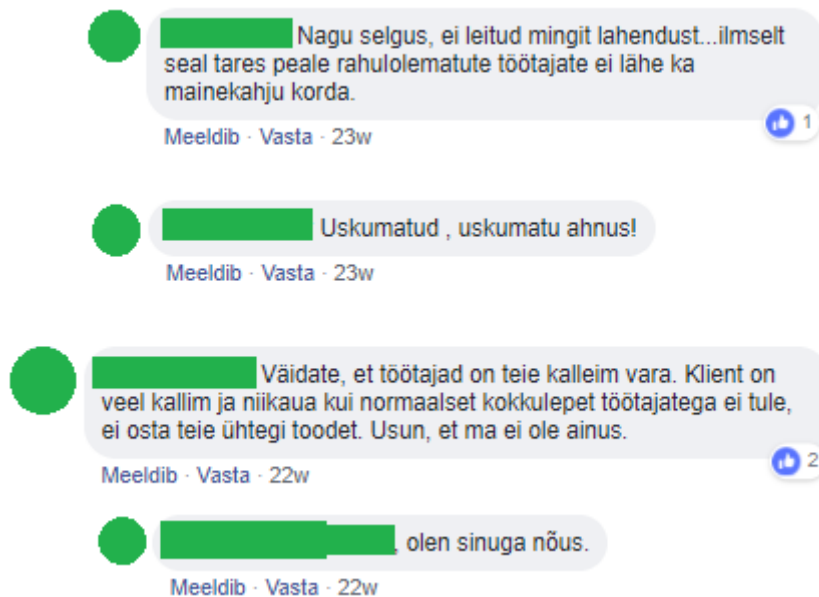 Nagu selgus, ei leitud mingit lahendust...ilmselt
seal tares peale rahulolematute töötajate ei lähe ka
mainekahju korda.
Meeldib · Vasta · 23w
1
Uskumatud , uskumatu ahnus!
Meeldib · Vasta · 23w
Väidate, et töötajad on teie kalleim vara. Klient on
veel kallim ja niikaua kui normaalset kokkulepet töötajatega ei tule,
ei osta teie ühtegi toodet. Usun, et ma ei ole ainus.
Meeldib · Vasta · 22w
2
, olen sinuga nõus.
Meeldib · Vasta · 22w